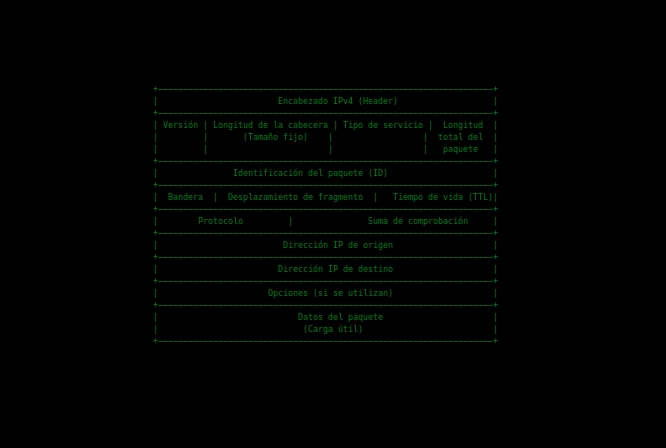 Encabezado IPv4 (Header)
Versión | Longitud de la cabecera | Tipo de servicio | Longitud
(Tamaño fijo) | | total del
paquete
Identificación del paquete (ID)
Bandera | Desplazamiento de fragmento | Tiempo de vida (TTL)
Protocolo | Suma de comprobación
Dirección IP de origen
Dirección IP de destino
Opciones (si se utilizan)
Datos del paquete
(Carga útil)